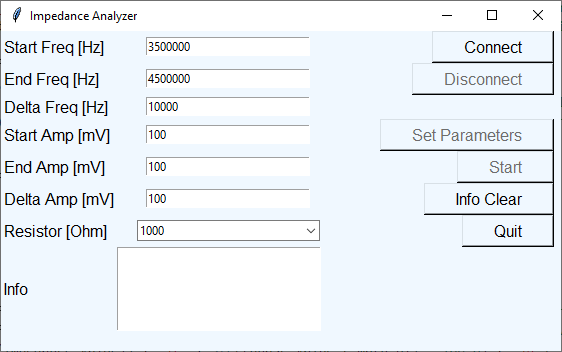 Impedance Analyzer
Start Freq [Hz] 3500000 Connect
End Freq [Hz] 4500000 Disconnect
Delta Freq [Hz] 10000
Start Amp [mV] 100 Set Parameters
End Amp [mV] 100 Start
Delta Amp [mV] 100 Info Clear
Resistor [Ohm] 1000 Quit
Info